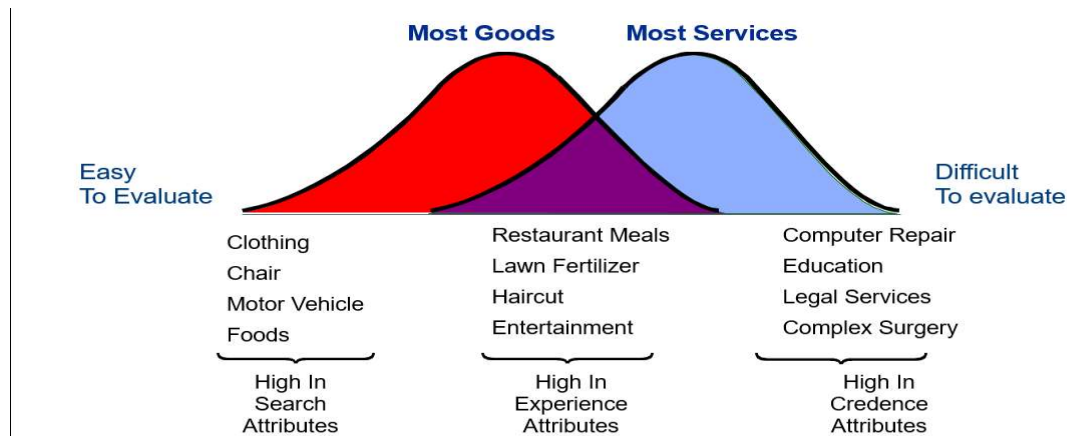 Most Goods
Most Services
Easy
To Evaluate
Difficult
To evaluate
Clothing
Chair
Motor Vehicle
Foods
Restaurant Meals
Lawn Fertilizer
Haircut
Entertainment
Computer Repair
Education
Legal Services
Complex Surgery
High In
Search
Attributes
High In
Experience
Attributes
High In
Credence
Attributes